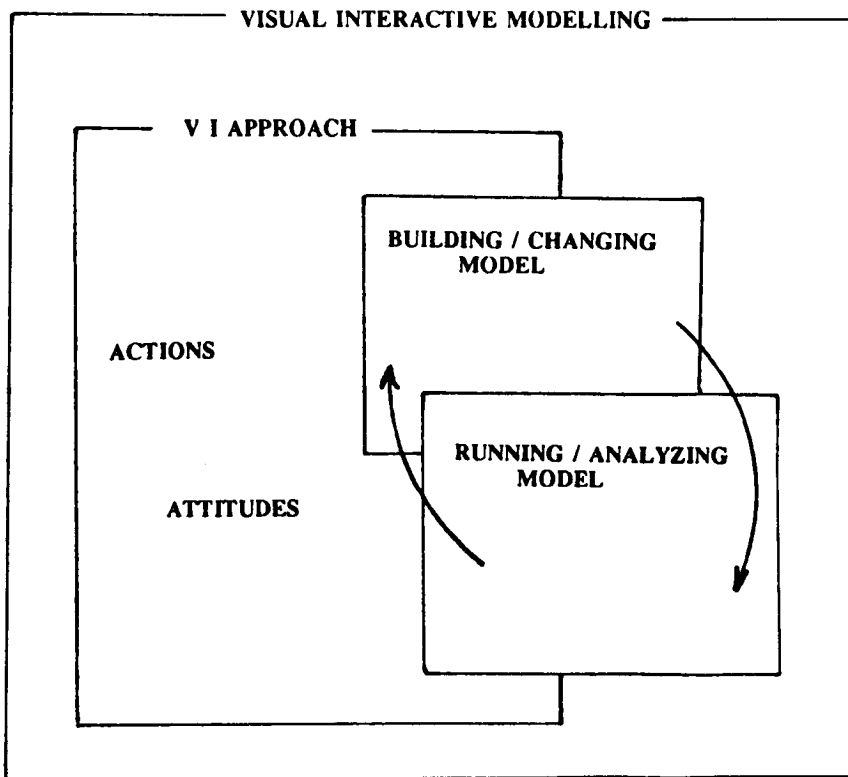 VISUAL INTERACTIVE MODELLING
V I APPROACH
BUILDING / CHANGING
MODEL
ACTIONS
RUNNING / ANALYZING
MODEL
ATTITUDES